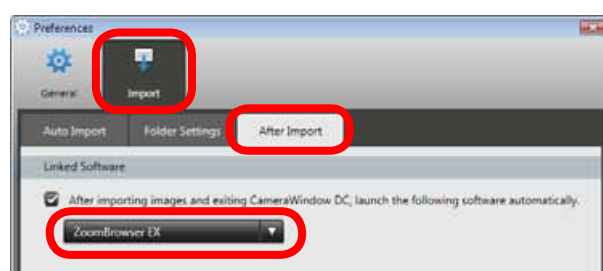 Preferences
General Import
Auto Import Folder Settings After Import
Linked Software
After importing images and exiting CameraWindow DC, launch the following software automatically.
ZoomBrowser EX